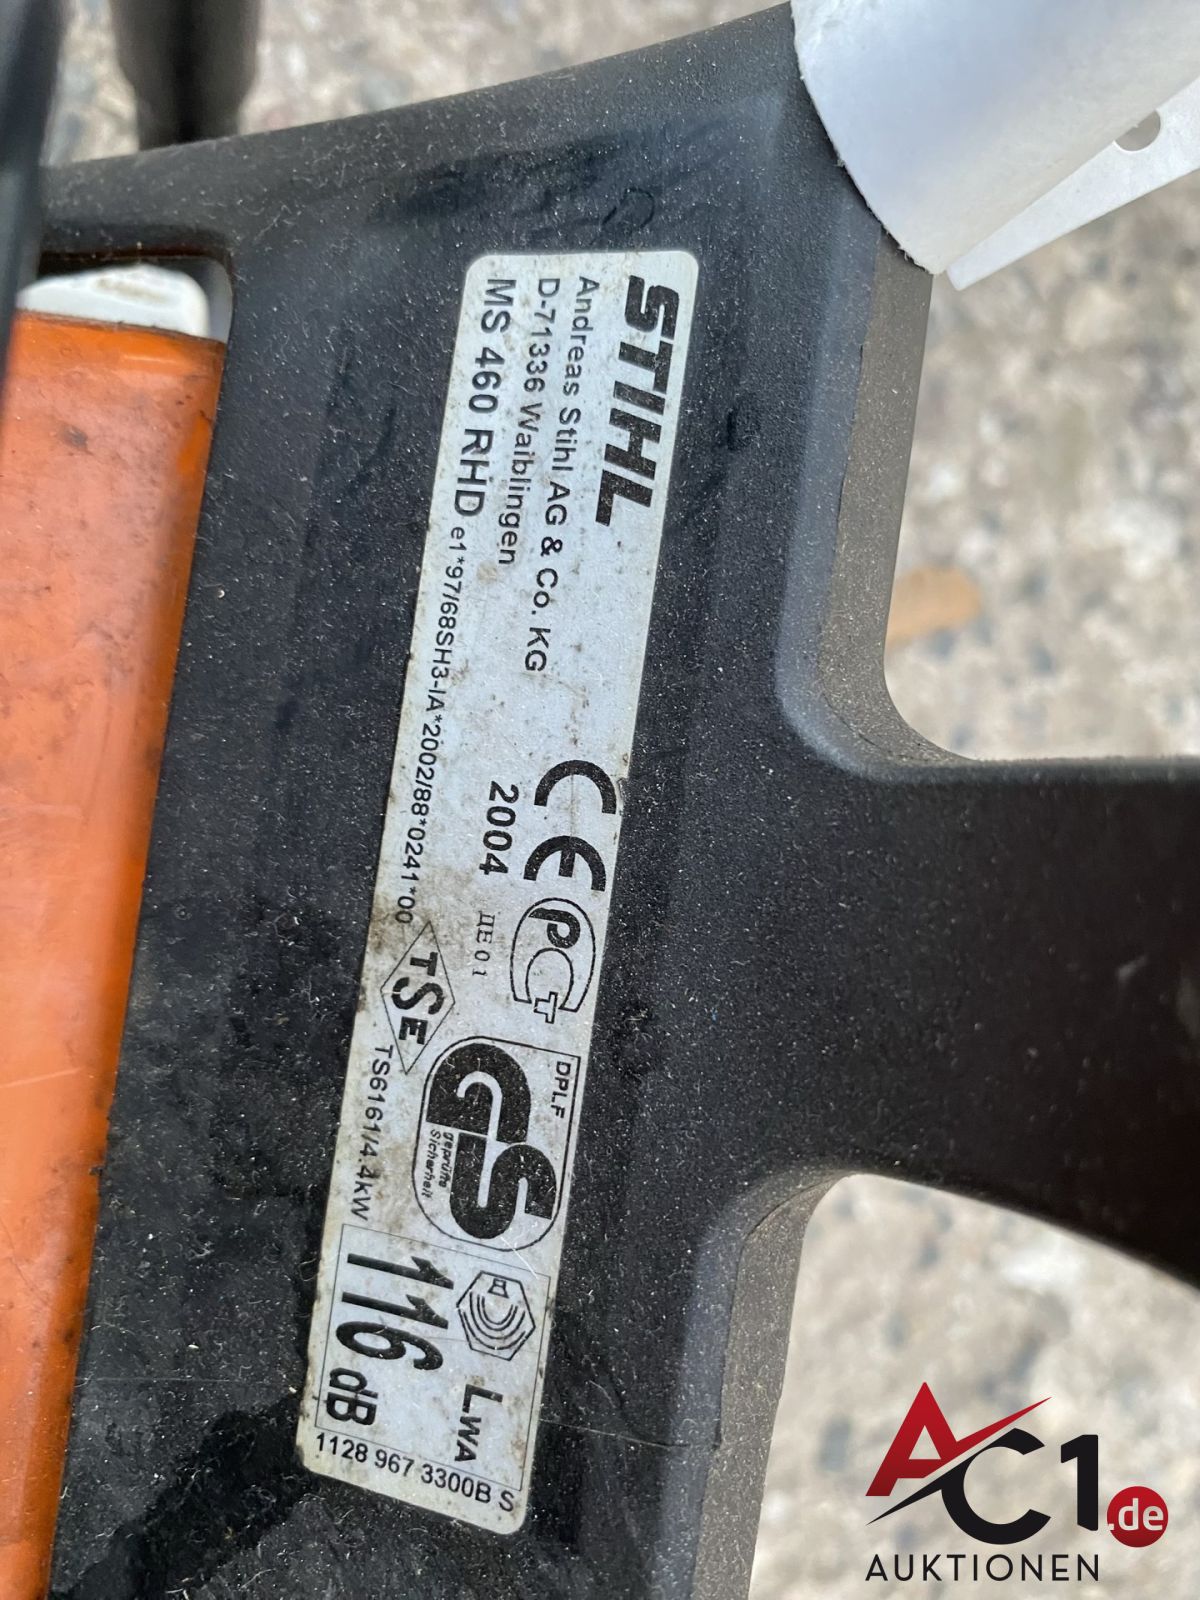 STIHL
Andreas Stihl AG & Co. KG
D-71336 Waiblingen
MS 460 RHD
e1*97/68SH3-IA*2002/88*0241*00
CE
2004
PCT
ДЕ 01
TSE
TS6161/4.4kW
DPLF
GS
geprüfte
Sicherheit
LWA
116 dB
1128 967 3300B S
AC1.de
AUKTIONEN